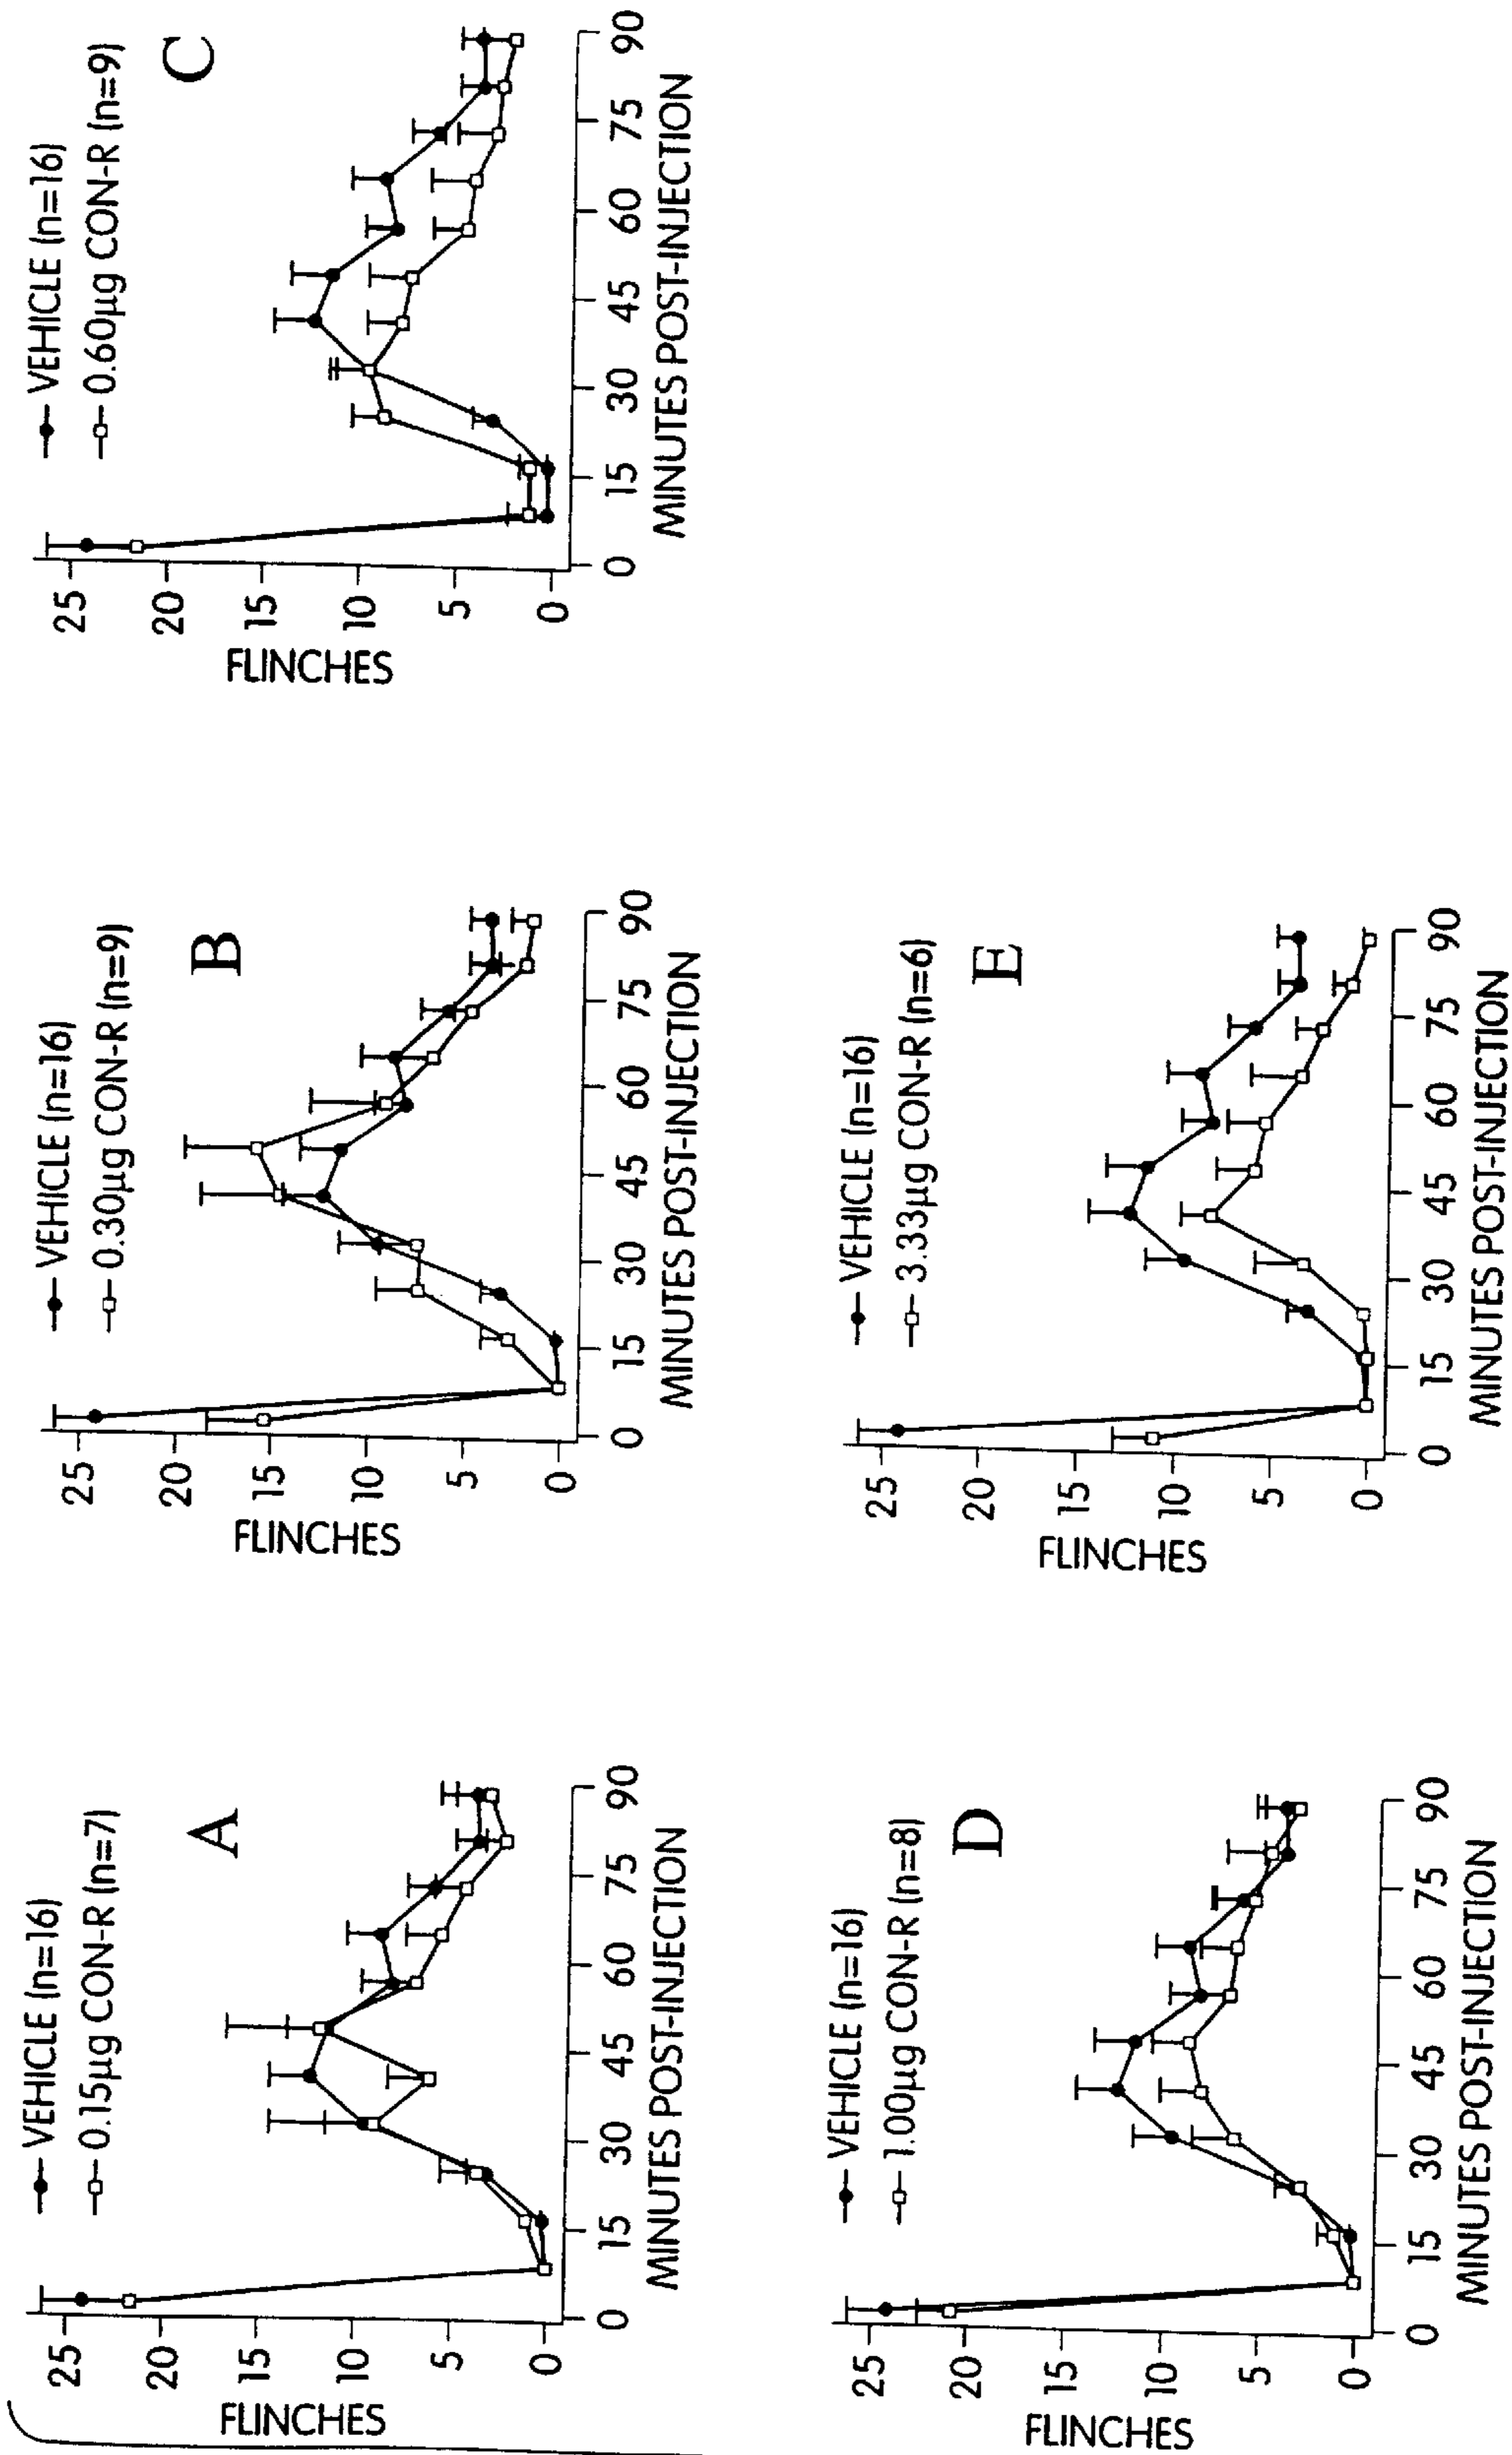 VEHICLE (n=16)
0.15µg CON-R (n=7)
A
FLINCHES
25
20
15
10
5
0
0 15 30 45 60 75 90
MINUTES POST-INJECTION
VEHICLE (n=16)
0.30µg CON-R (n=9)
B
FLINCHES
25
20
15
10
5
0
0 15 30 45 60 75 90
MINUTES POST-INJECTION
VEHICLE (n=16)
0.60µg CON-R (n=9)
C
FLINCHES
25
20
15
10
5
0
0 15 30 45 60 75 90
MINUTES POST-INJECTION
VEHICLE (n=16)
1.00µg CON-R (n=8)
D
FLINCHES
25
20
15
10
5
0
0 15 30 45 60 75 90
MINUTES POST-INJECTION
VEHICLE (n=16)
3.33µg CON-R (n=6)
E
FLINCHES
25
20
15
10
5
0
0 15 30 45 60 75 90
MINUTES POST-INJECTION